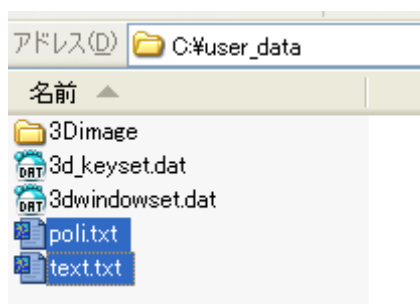 アドレス(D) C:¥user_data
名前
3Dimage
3d_keyset.dat
3dwindowset.dat
poli.txt
text.txt